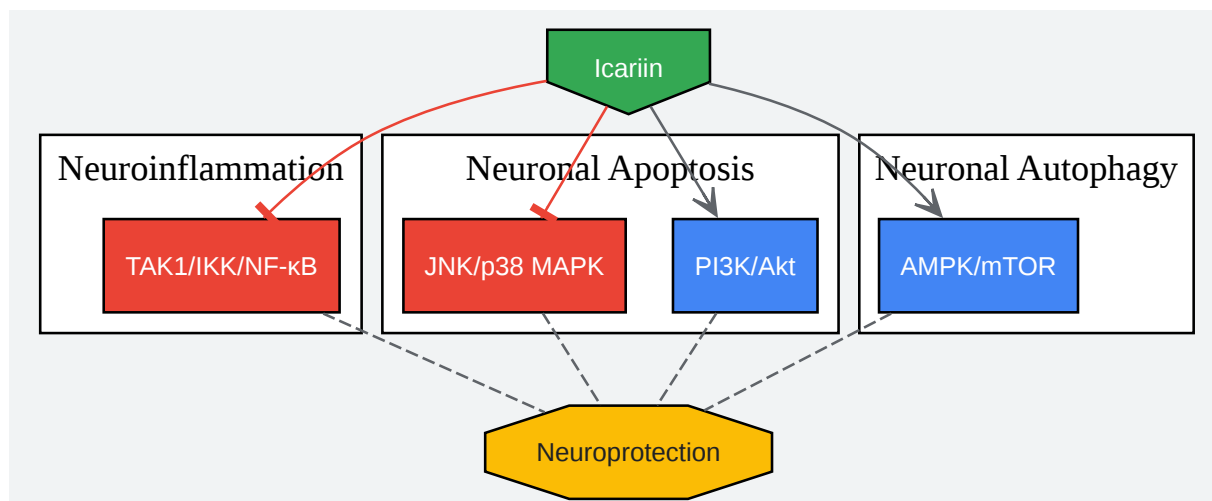 Icariin
Neuroinflammation
Neuronal Apoptosis
Neuronal Autophagy
TAK1/IKK/NF-κB
JNK/p38 MAPK
PI3K/Akt
AMPK/mTOR
Neuroprotection